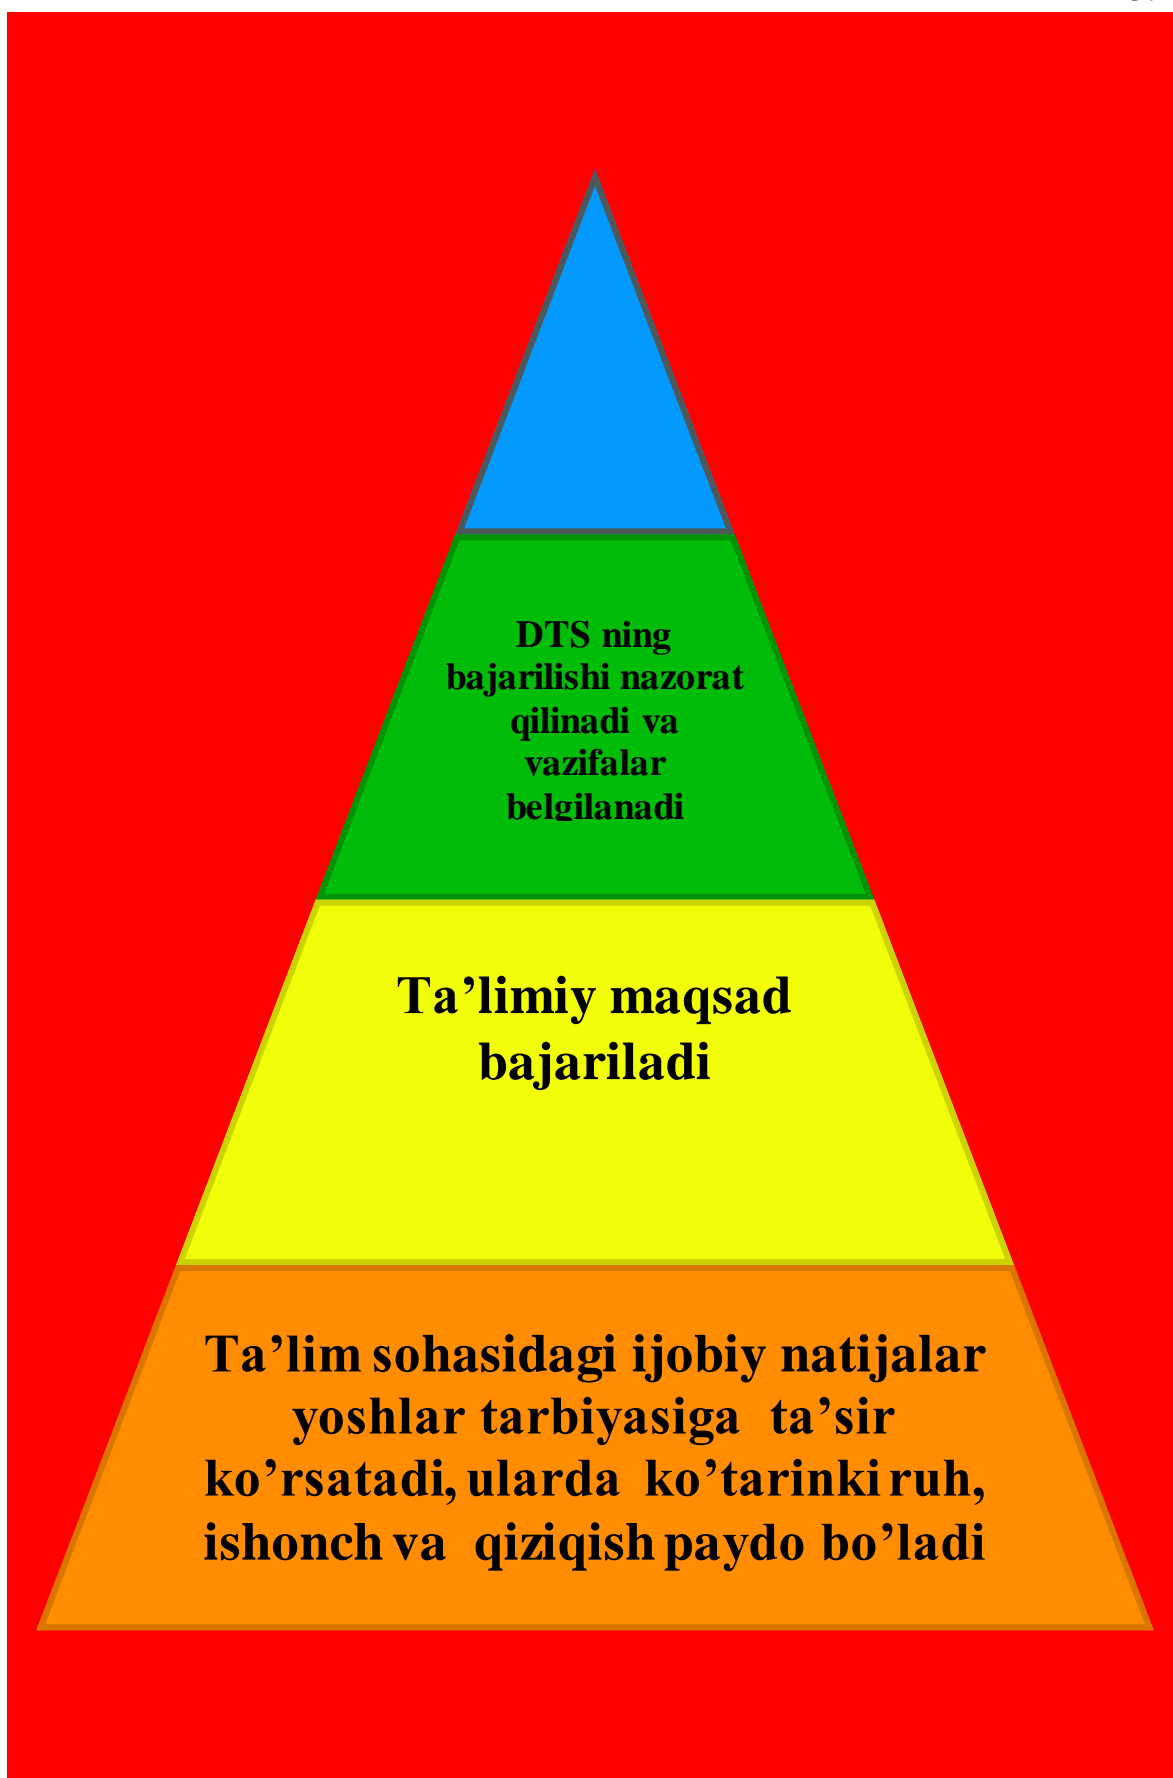 DTS ning
bajarilishi nazorat
qilinadi va
vazifalar
belgilanadi
Ta’limiy maqsad
bajariladi
Ta’lim sohasidagi ijobiy natijalar
yoshlar tarbiyasiga ta’sir
ko’rsatadi, ularda ko’tarinki ruh,
ishonch va qiziqish paydo bo’ladi